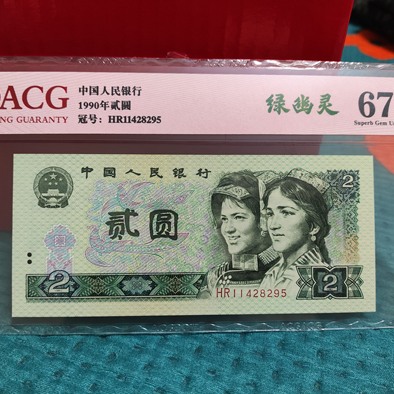 ACG
NG GUARANTY
中国人民银行
1990年贰圆
冠号: HR11428295
绿幽灵
67
Superb Gem U
中国人民银行
2
贰圆
2
HR11428295
2